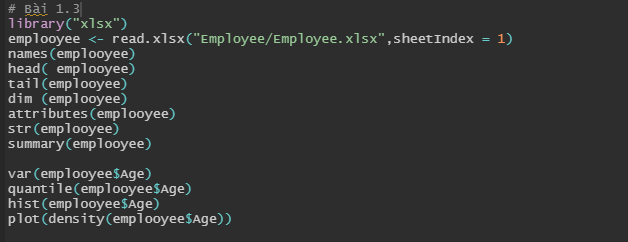 # Bài 1.3
library("xlsx")
emplooyee <- read.xlsx("Employee/Employee.xlsx",sheetIndex = 1)
names(emplooyee)
head( emplooyee)
tail(emplooyee)
dim (emplooyee)
attributes(emplooyee)
str(emplooyee)
summary(emplooyee)
var(emplooyee$Age)
quantile(emplooyee$Age)
hist(emplooyee$Age)
plot(density(emplooyee$Age))